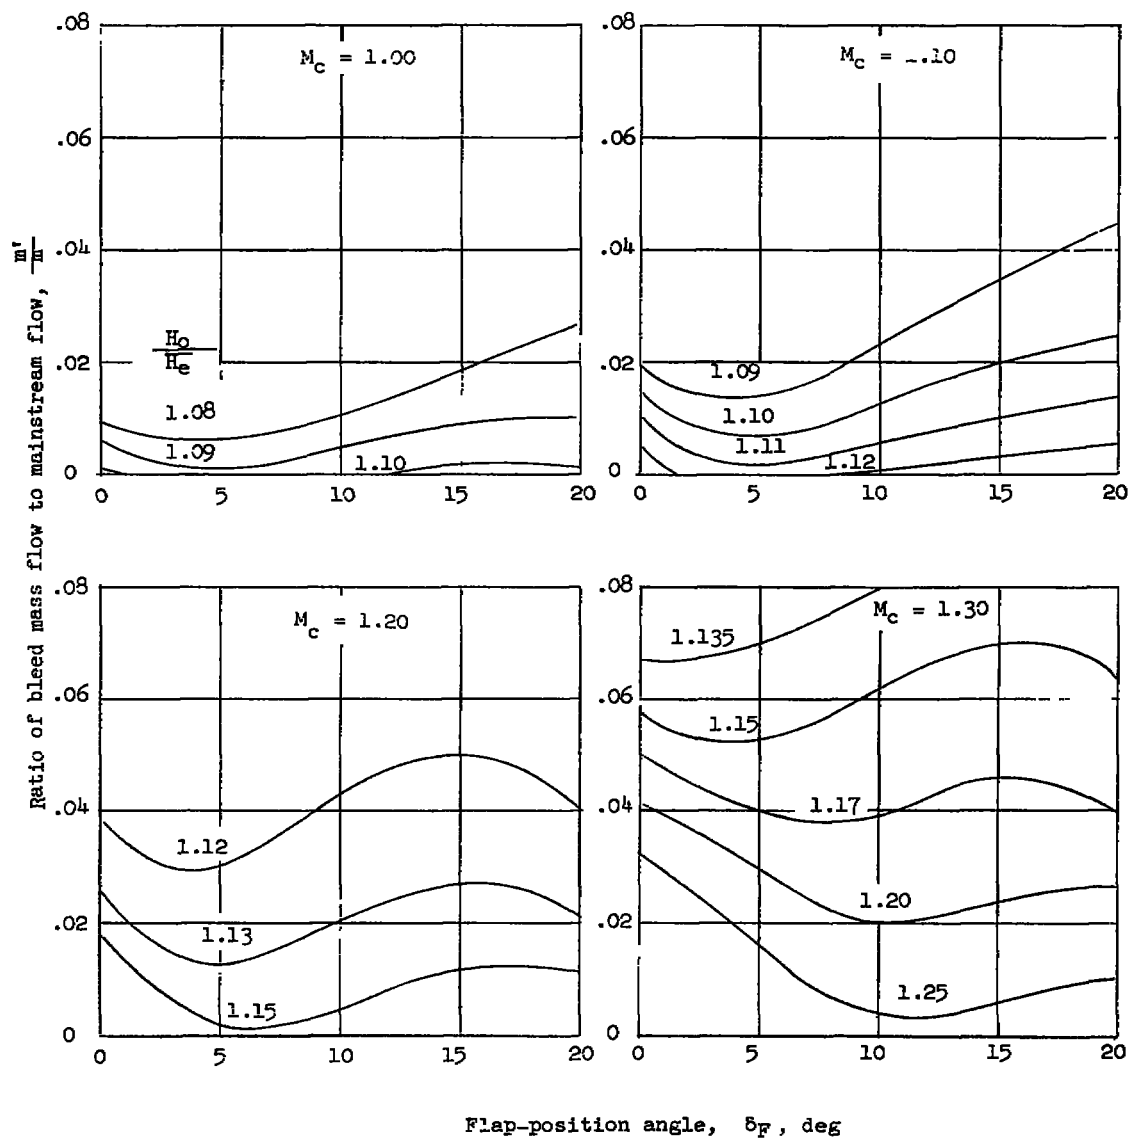 .08
.06
.04
.02
0
M_c = 1.00
H_o
H_e
1.08
1.09
1.10
0 5 10 15 20
.08
.06
.04
.02
0
M_c = -.10
1.09
1.10
1.11
1.12
0 5 10 15 20
Ratio of bleed mass flow to mainstream flow, m'/m
.08
.06
.04
.02
0
M_c = 1.20
1.12
1.13
1.15
0 5 10 15 20
.08
.06
.04
.02
0
M_c = 1.30
1.135
1.15
1.17
1.20
1.25
0 5 10 15 20
Flap-position angle, δ_F, deg